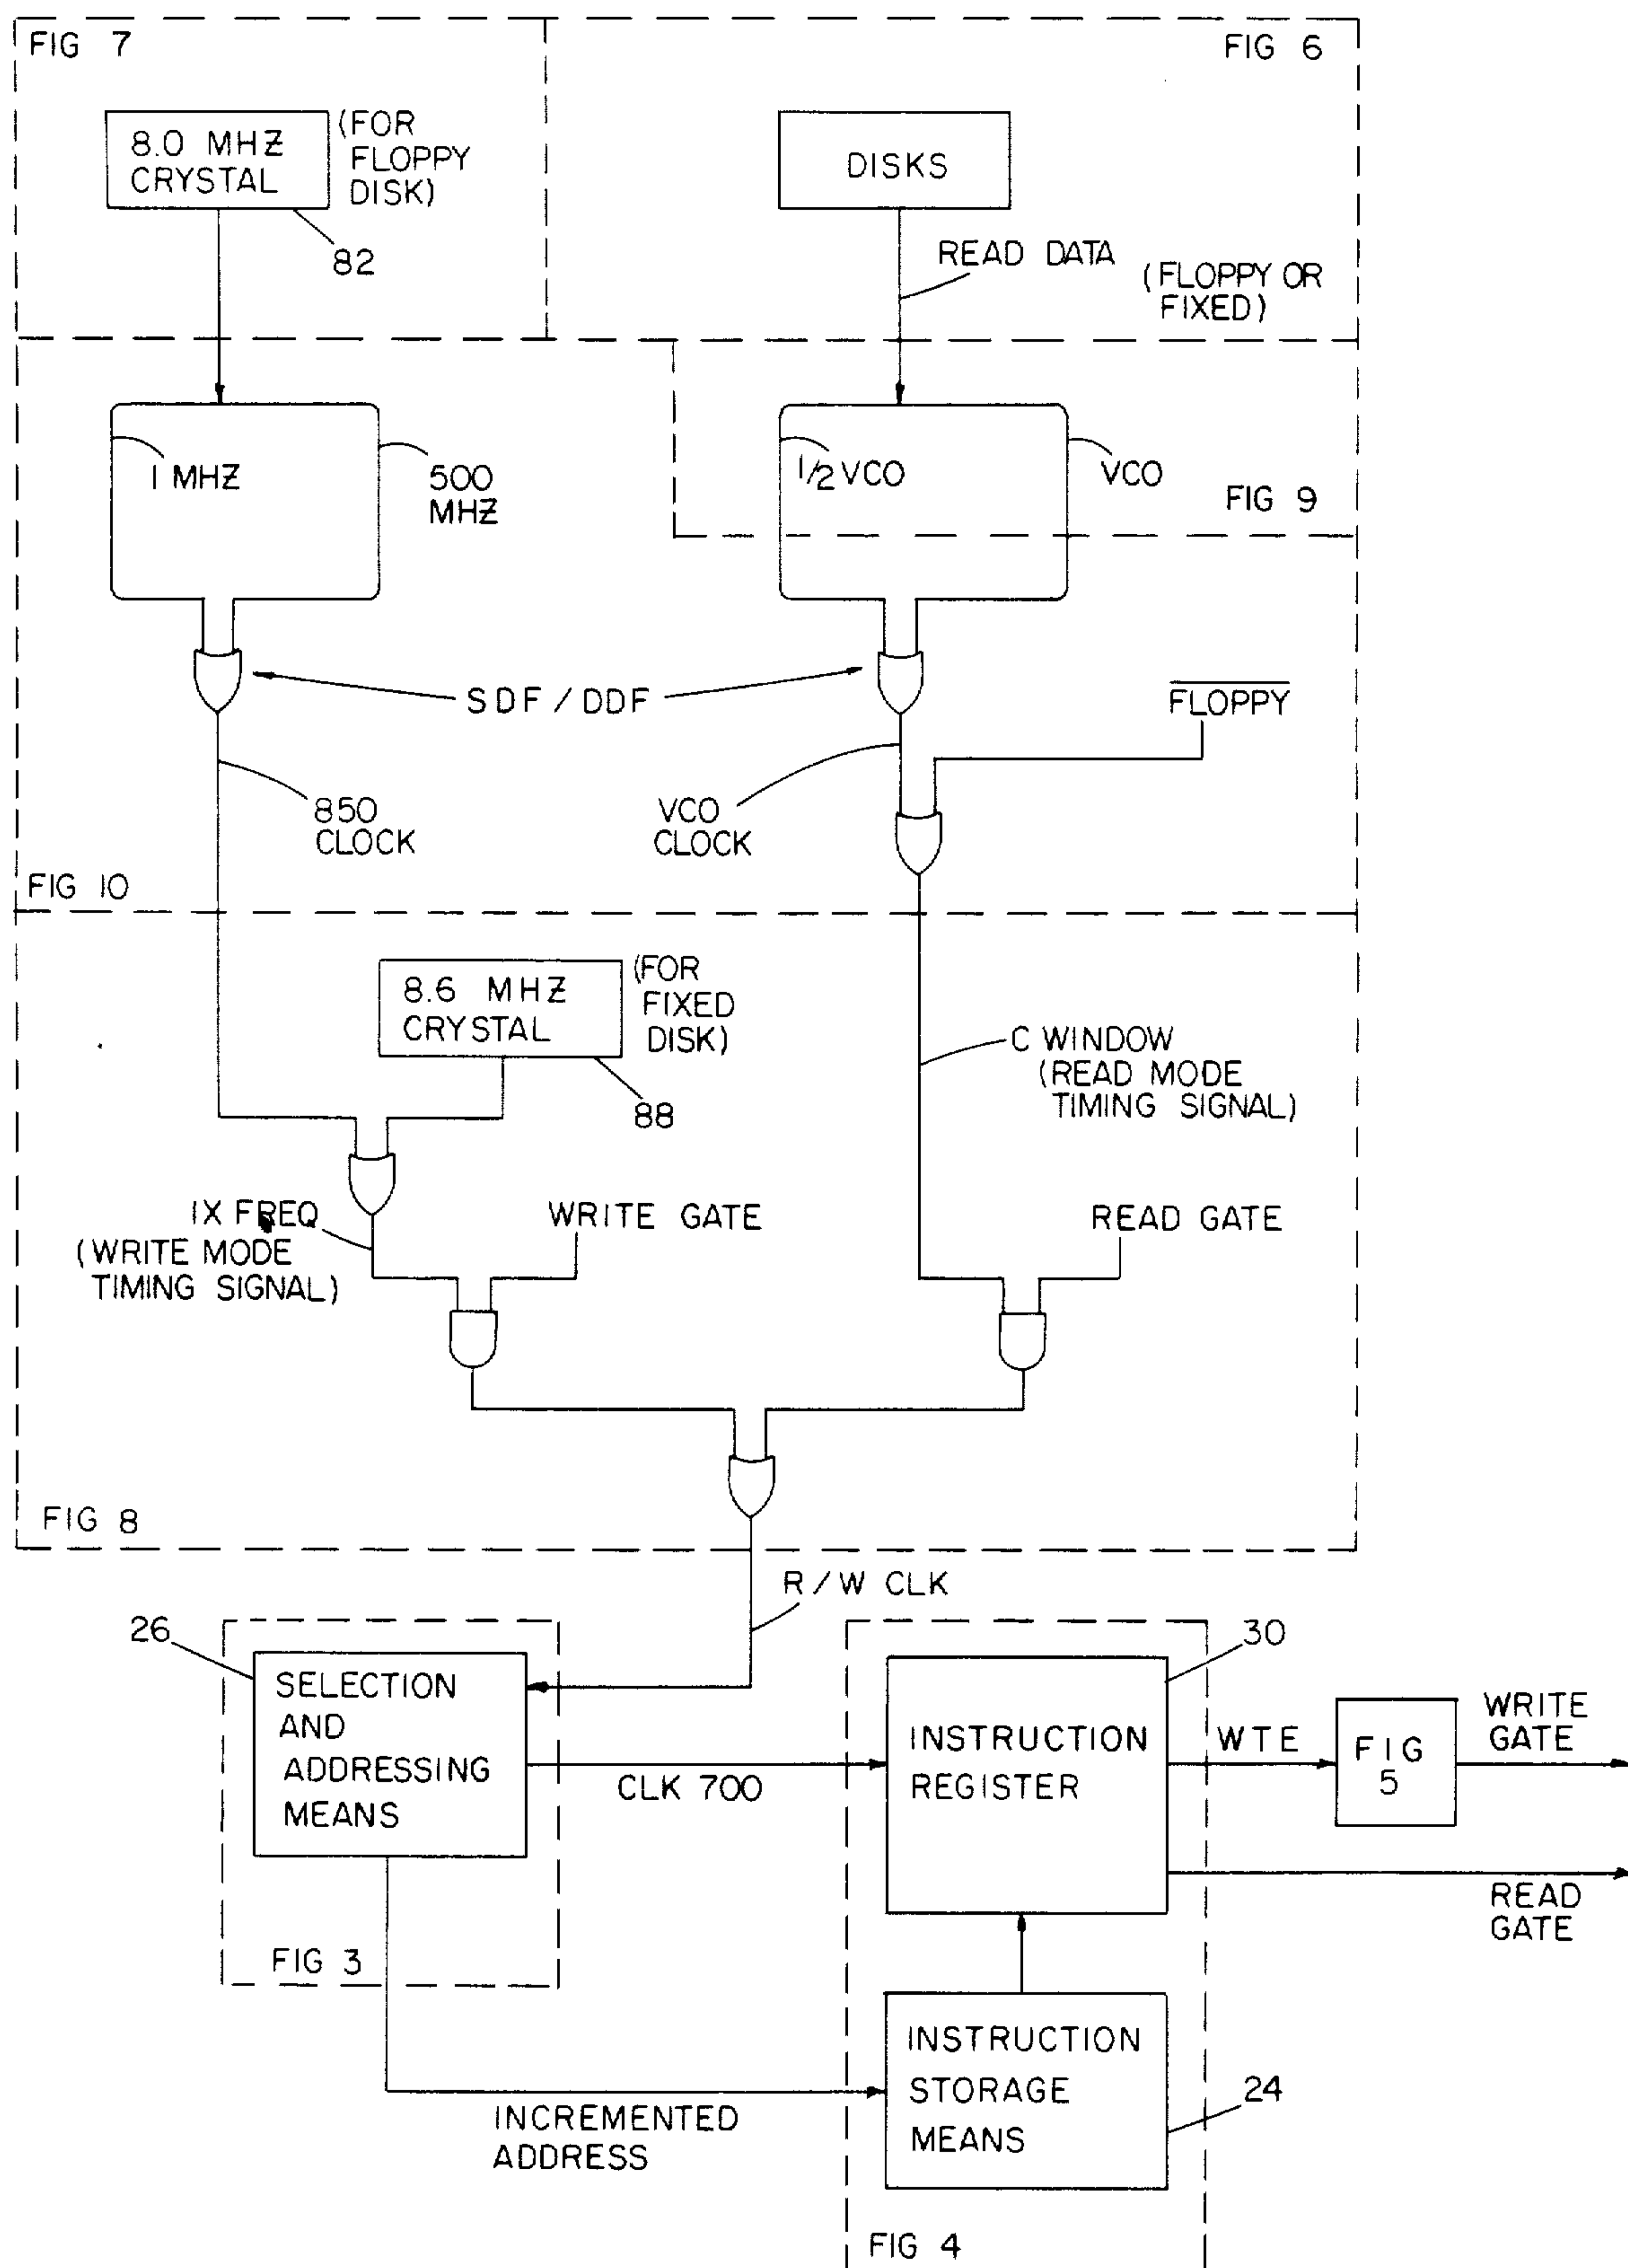 FIG 7
FIG 6
8.0 MHZ
CRYSTAL
(FOR
FLOPPY
DISK)
82
DISKS
READ DATA
(FLOPPY OR
FIXED)
1 MHZ
500
MHZ
1/2 VCO
VCO
FIG 9
SDF / DDF
FLOPPY
850
CLOCK
VCO
CLOCK
FIG 10
8.6 MHZ
CRYSTAL
(FOR
FIXED
DISK)
88
C WINDOW
(READ MODE
TIMING SIGNAL)
1X FREQ
(WRITE MODE
TIMING SIGNAL)
WRITE GATE
READ GATE
FIG 8
R/W CLK
26
SELECTION
AND
ADDRESSING
MEANS
FIG 3
CLK 700
30
INSTRUCTION
REGISTER
WTE
FIG
5
WRITE
GATE
READ
GATE
INCREMENTED
ADDRESS
INSTRUCTION
STORAGE
MEANS
24
FIG 4